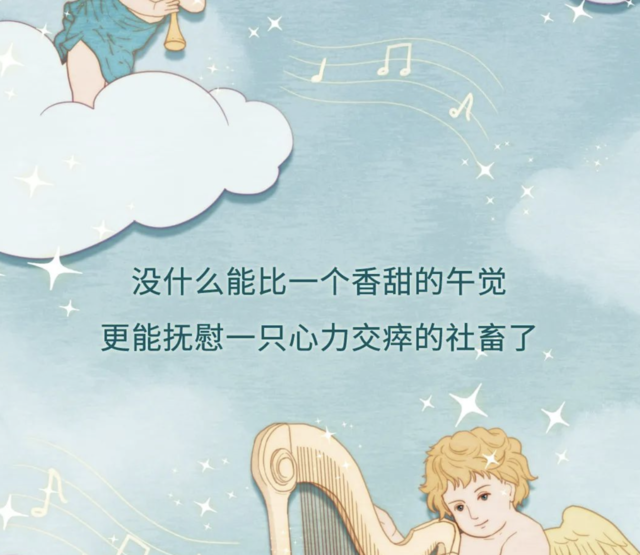 没什么能比一个香甜的午觉
更能抚慰一只心力交瘁的社畜了